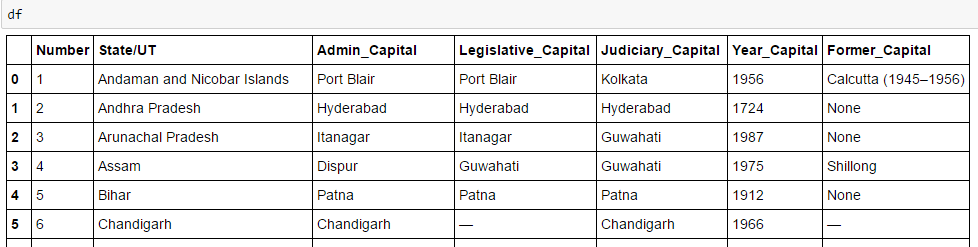 df
Number State/UT Admin_Capital Legislative_Capital Judiciary_Capital Year_Capital Former_Capital
0 1 Andaman and Nicobar Islands Port Blair Port Blair Kolkata 1956 Calcutta (1945–1956)
1 2 Andhra Pradesh Hyderabad Hyderabad Hyderabad 1724 None
2 3 Arunachal Pradesh Itanagar Itanagar Guwahati 1987 None
3 4 Assam Dispur Guwahati Guwahati 1975 Shillong
4 5 Bihar Patna Patna Patna 1912 None
5 6 Chandigarh Chandigarh — Chandigarh 1966 —